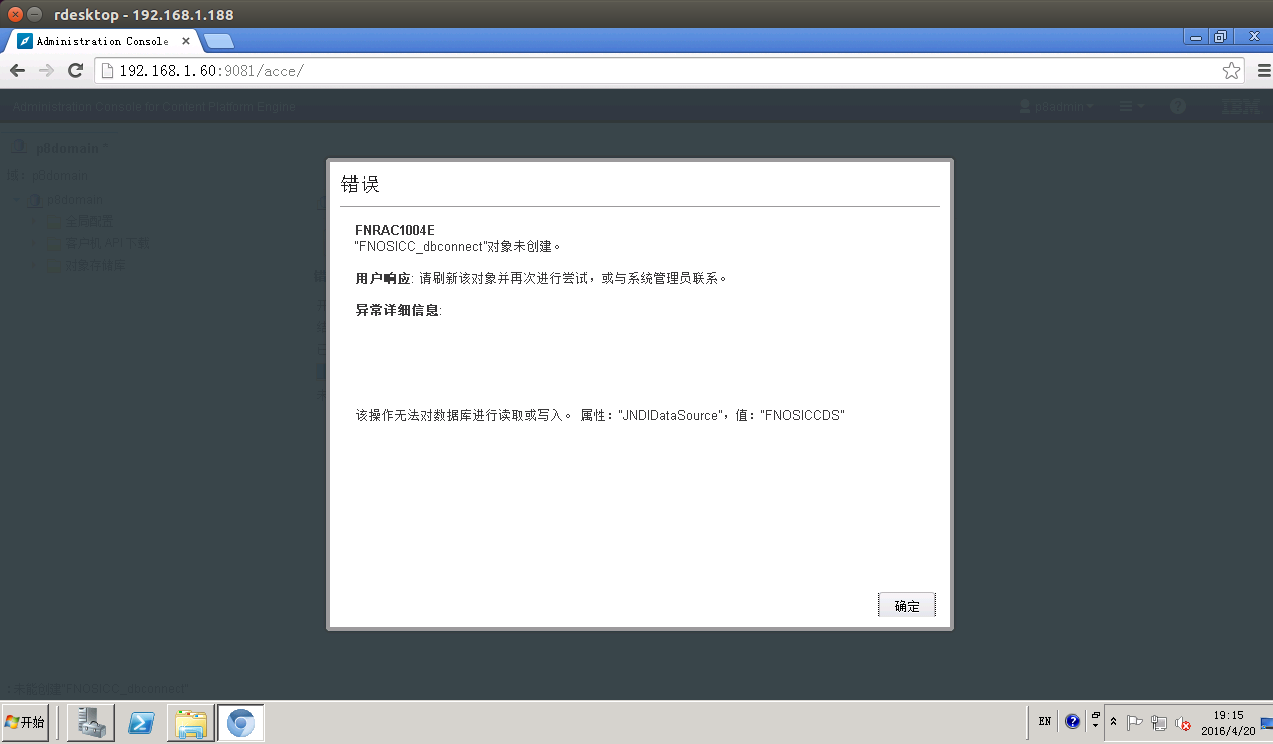 rdesktop - 192.168.1.188
Administration Console
192.168.1.60:9081/acce/
Administration Console for Content Platform Engine
p8admin
IBM
p8domain
p8domain
p8domain
全局配置
客户机 API 下载
对象存储库
错误
FNRAC1004E
"FNOSICC_dbconnect"对象未创建。
用户响应: 请刷新该对象并再次进行尝试，或与系统管理员联系。
异常详细信息:
该操作无法对数据库进行读取或写入。 属性："JNDIDataSource"，值："FNOSICCDS"
确定
: 未能创建"FNOSICC_dbconnect"
开始
EN
19:15
2016/4/20